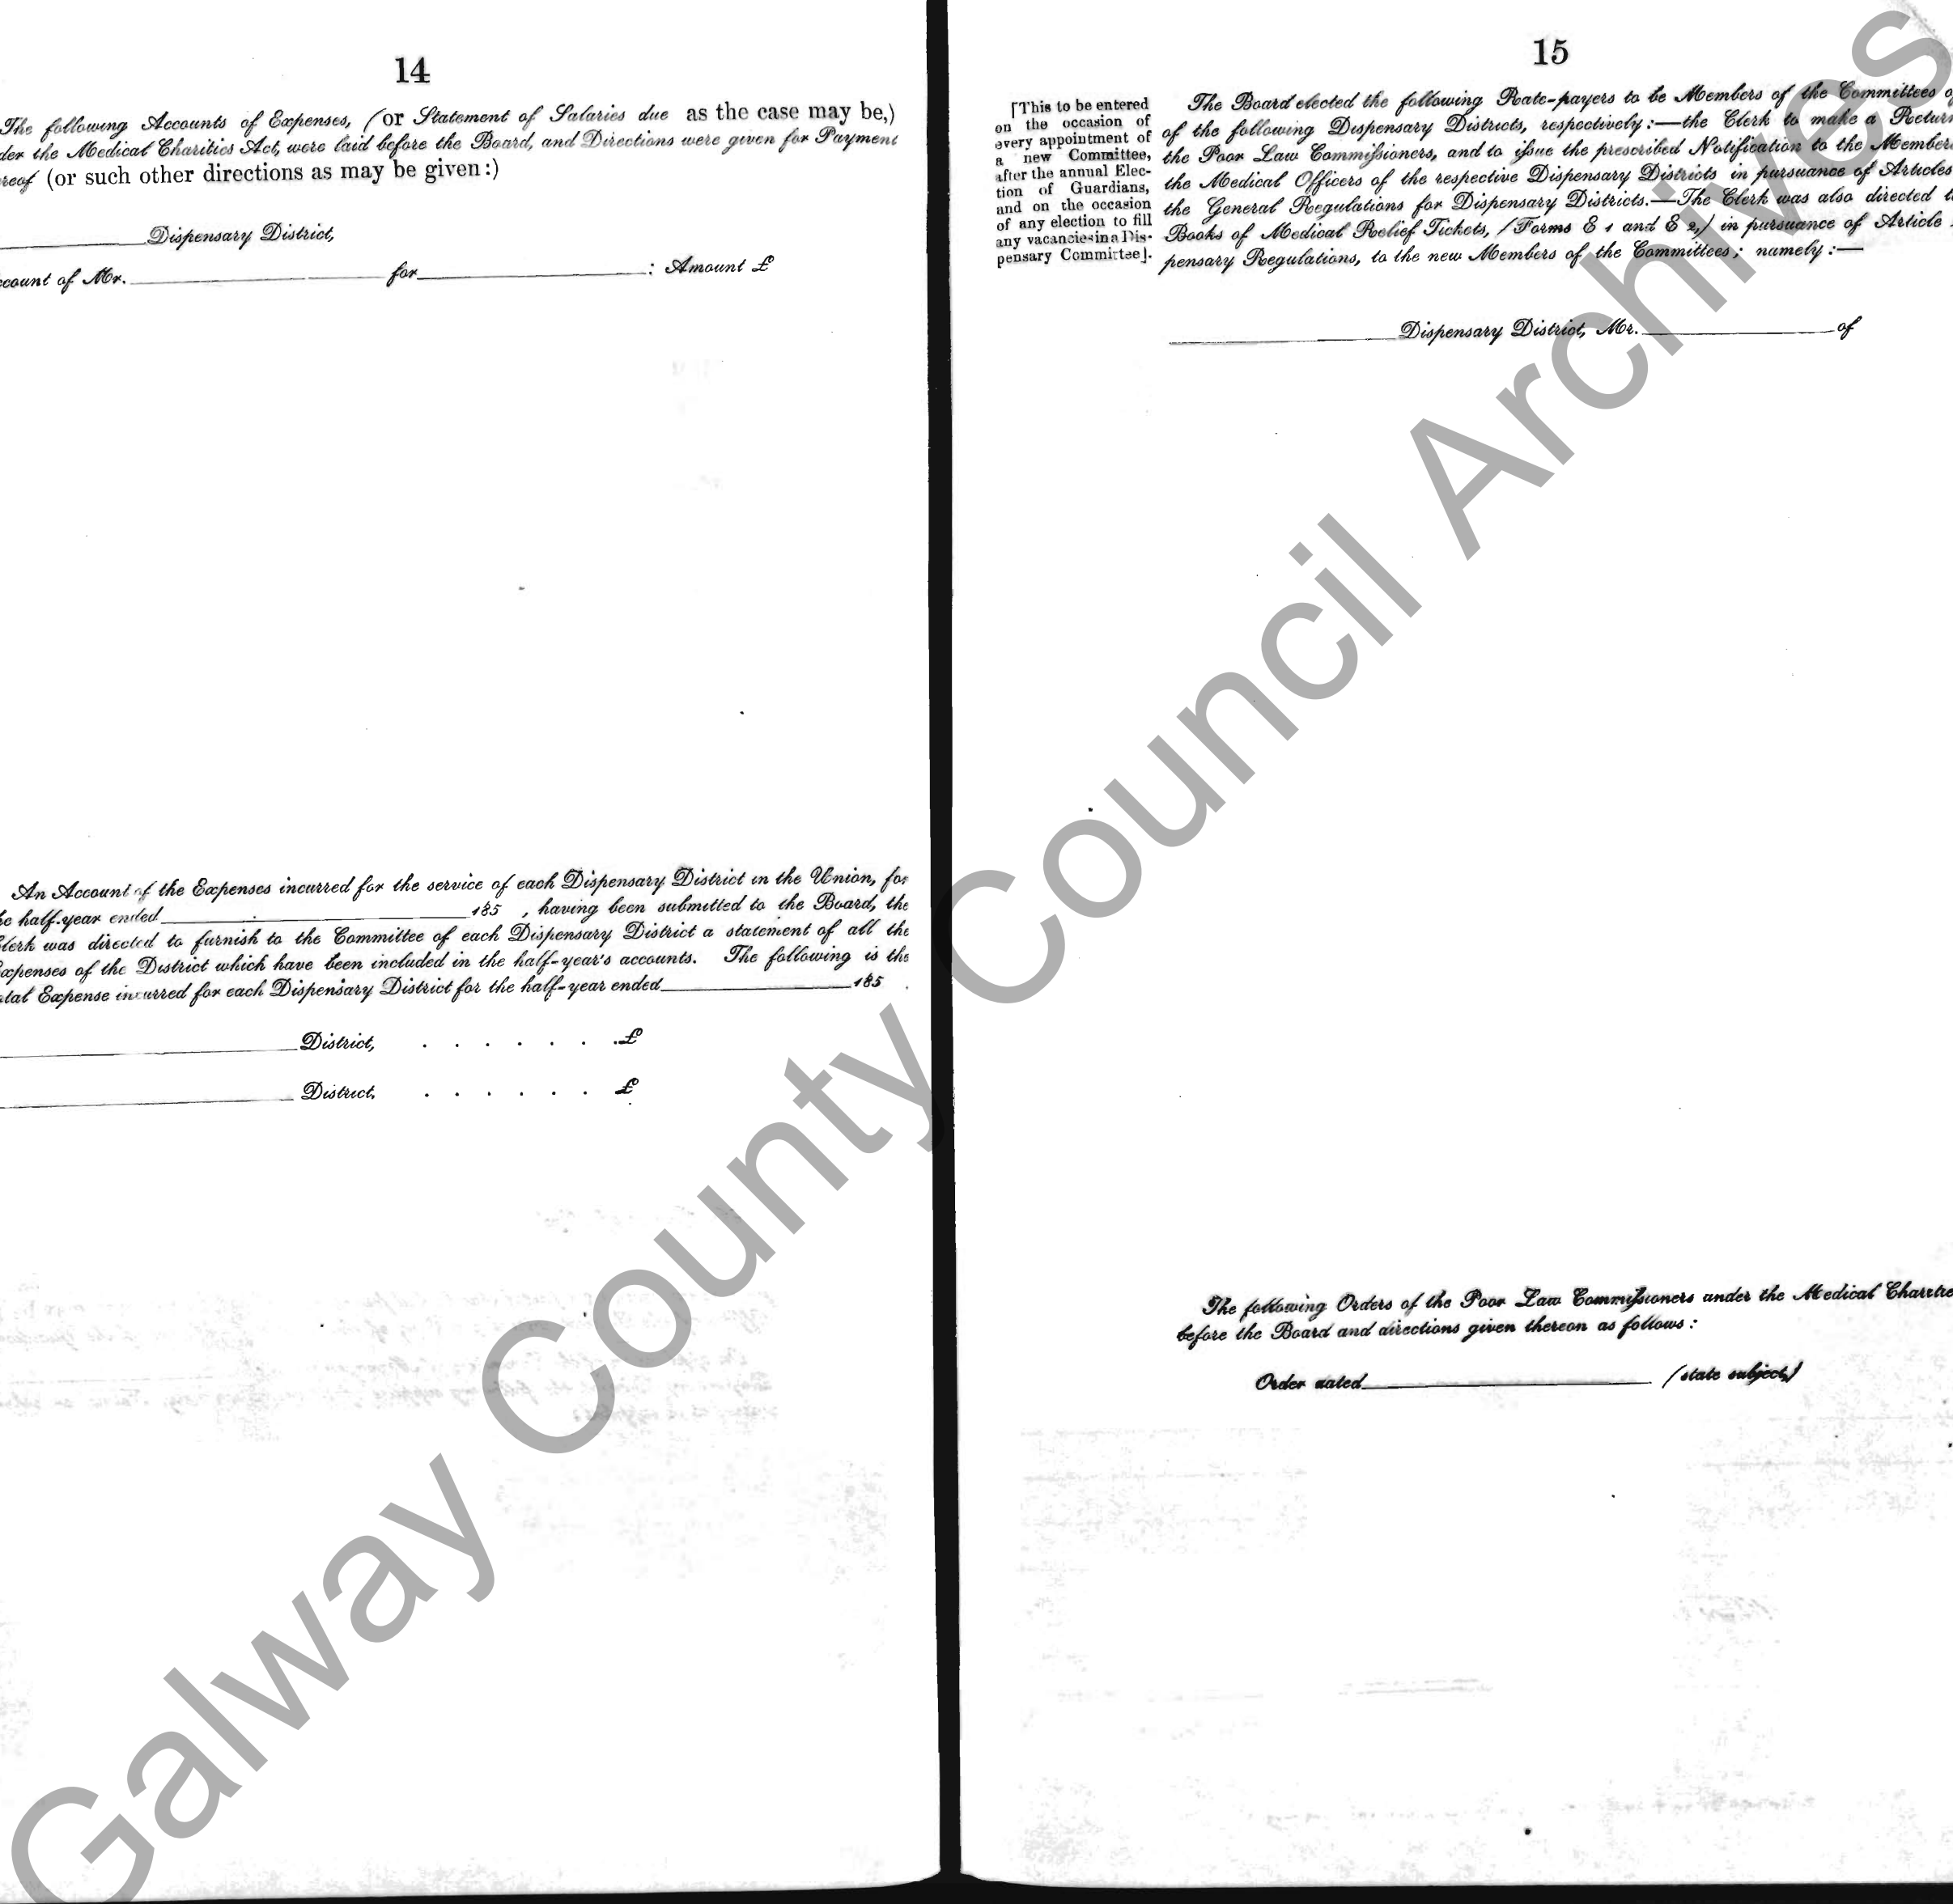 14
The following Accounts of Expenses, (or Statement of Salaries due as the case may be,)
der the Medical Charities Act, were laid before the Board, and Directions were given for Payment
reof (or such other directions as may be given:)
Dispensary District,
count of Mr. for : Amount £
An Account of the Expenses incurred for the service of each Dispensary District in the Union, for
he half-year ended 185 , having been submitted to the Board, the
lerk was directed to furnish to the Committee of each Dispensary District a statement of all the
xpenses of the District which have been included in the half-year's accounts. The following is the
otal Expense incurred for each Dispensary District for the half-year ended 185 .
District, . . . . . . . £
District. . . . . . . £
15
[This to be entered
on the occasion of
every appointment of
a new Committee,
after the annual Elec-
tion of Guardians,
and on the occasion
of any election to fill
any vacancies in a Dis-
pensary Committee].
The Board elected the following Rate-payers to be Members of the Committees o
of the following Dispensary Districts, respectively:—the Clerk to make a Return
the Poor Law Commissioners, and to issue the prescribed Notification to the Members
the Medical Officers of the respective Dispensary Districts in pursuance of Articles
the General Regulations for Dispensary Districts.—The Clerk was also directed t
Books of Medical Relief Tickets, (Forms E 1 and E 2,) in pursuance of Article
pensary Regulations, to the new Members of the Committees; namely:—
Dispensary District, Mr. of
The following Orders of the Poor Law Commissioners under the Medical Charitie
before the Board and directions given thereon as follows:
Order dated (state subject,)
Galway County Council Archives